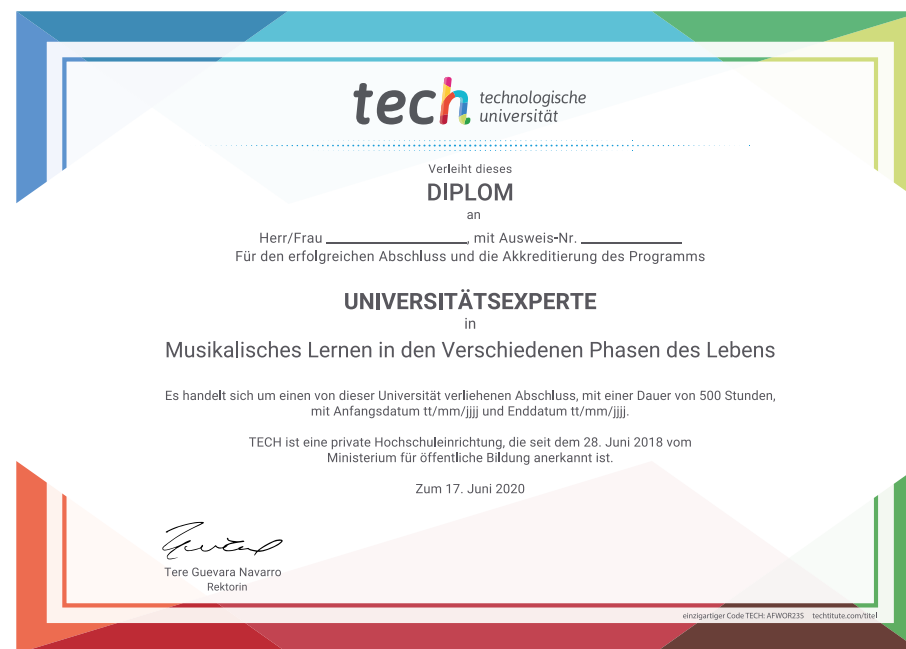 tech technologische
universität
Verleiht dieses
DIPLOM
an
Herr/Frau ____________, mit Ausweis-Nr. ____________
Für den erfolgreichen Abschluss und die Akkreditierung des Programms
UNIVERSITÄTSEXPERTE
in
Musikalisches Lernen in den Verschiedenen Phasen des Lebens
Es handelt sich um einen von dieser Universität verliehenen Abschluss, mit einer Dauer von 500 Stunden,
mit Anfangsdatum tt/mm/jjjj und Enddatum tt/mm/jjjj.
TECH ist eine private Hochschuleinrichtung, die seit dem 28. Juni 2018 vom
Ministerium für öffentliche Bildung anerkannt ist.
Zum 17. Juni 2020
Tere Guevara Navarro
Rektorin
einzigartiger Code TECH: AFWOR23S techtitute.com/titel